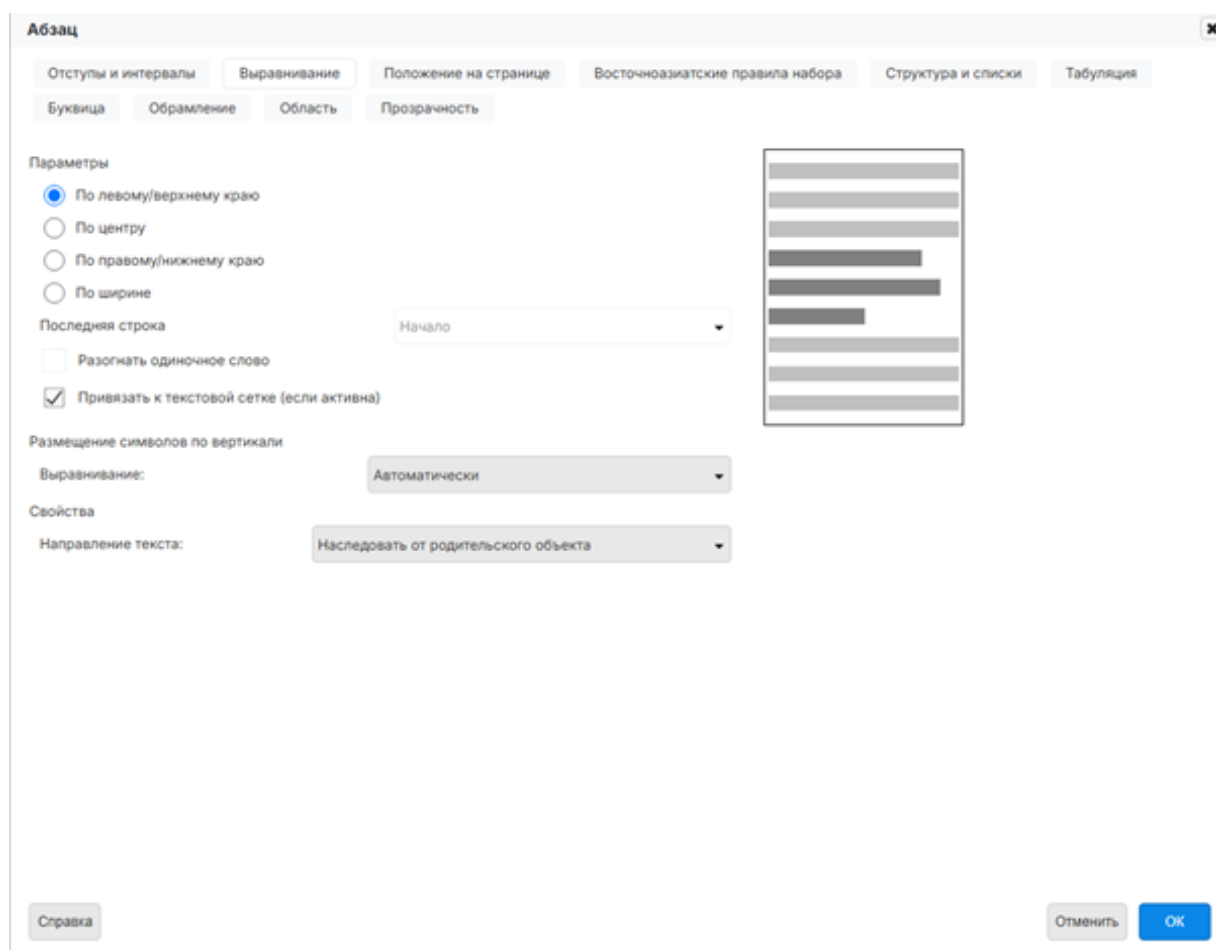 Абзац
Отступы и интервалы Выравнивание Положение на странице Восточноазиатские правила набора Структура и списки Табуляция
Буквица Обрамление Область Прозрачность
Параметры
По левому/верхнему краю
По центру
По правому/нижнему краю
По ширине
Последняя строка Начало
Разогнать одиночное слово
Привязать к текстовой сетке (если активна)
Размещение символов по вертикали
Выравнивание: Автоматически
Свойства
Направление текста: Наследовать от родительского объекта
Справка Отменить ОК